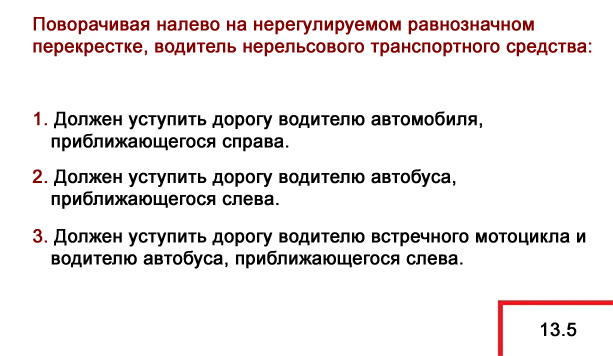 Поворачивая налево на нерегулируемом равнозначном
перекрестке, водитель нерельсового транспортного средства:
1. Должен уступить дорогу водителю автомобиля,
приближающегося справа.
2. Должен уступить дорогу водителю автобуса,
приближающегося слева.
3. Должен уступить дорогу водителю встречного мотоцикла и
водителю автобуса, приближающегося слева.
13.5